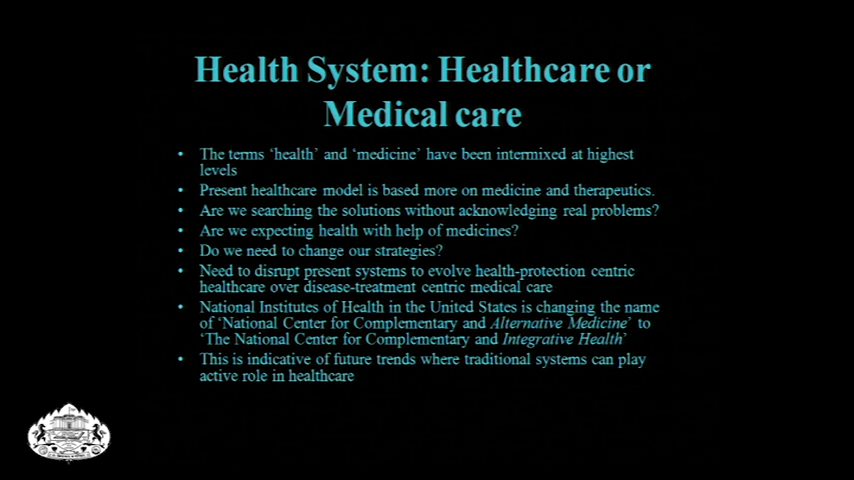 Health System: Healthcare or
Medical care
• The terms ‘health’ and ‘medicine’ have been intermixed at highest
levels
• Present healthcare model is based more on medicine and therapeutics.
• Are we searching the solutions without acknowledging real problems?
• Are we expecting health with help of medicines?
• Do we need to change our strategies?
• Need to disrupt present systems to evolve health-protection centric
healthcare over disease-treatment centric medical care
• National Institutes of Health in the United States is changing the name
of ‘National Center for Complementary and Alternative Medicine’ to
‘The National Center for Complementary and Integrative Health’
• This is indicative of future trends where traditional systems can play
active role in healthcare